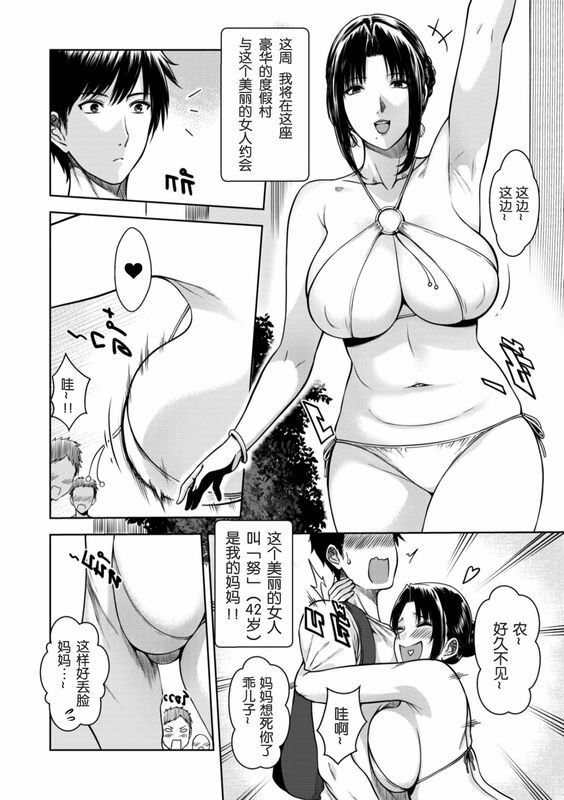 这周 我将在这座
豪华的度假村
与这个美丽的女人约会
这边~
这边~
哇~!!
这个美丽的女人
叫「努」(42岁)
是我的妈妈!!
农~
好久不见~
哇啊~
妈妈想死你了
乖儿子~
这样好丢脸
妈妈…~